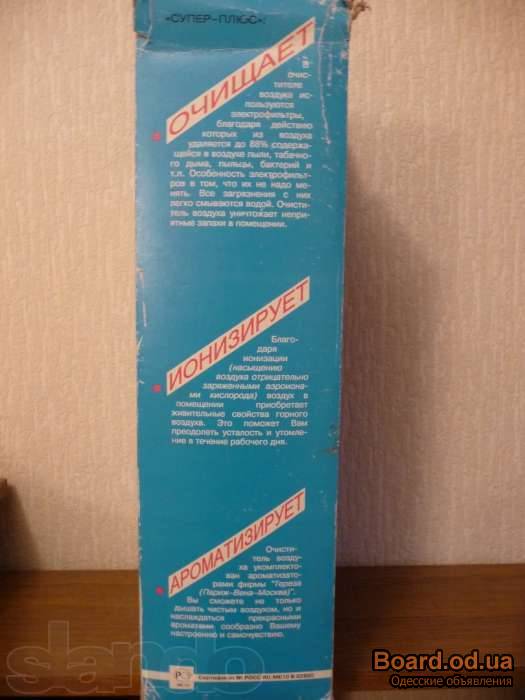 «СУПЕР-ПЛЮС»!
ОЧИЩАЕТ
В
очис-
тителе
воздуха ис-
пользуются
электрофильтры,
благодаря действию
которых из воздуха
удаляется до 88% содержа-
щейся в воздухе пыли, табачно-
го дыма, пыльцы, бактерий и
т.п. Особенность электрофильт-
ров в том, что их не надо ме-
нять. Все загрязнения с них
легко смываются водой. Очисти-
тель воздуха уничтожает непри-
ятные запахи в помещении.
ИОНИЗИРУЕТ
Благо-
даря
ионизации
(насыщению
воздуха отрицательно
заряженными аэроиона-
ми кислорода) воздух в
помещении приобретает
живительные свойства горного
воздуха. Это поможет Вам
преодолеть усталость и утомле-
ние в течение рабочего дня.
АРОМАТИЗИРУЕТ
Очисти-
тель возду-
ха укомплекто-
ван ароматизато-
рами фирмы "Тереза
(Париж-Вена-Москва)".
Вы сможете не только
дышать чистым воздухом, но и
наслаждаться прекрасными
ароматами сообразно Вашему
настроению и самочувствию.
Сертификат
slando
Board.od.ua
Одесские объявления